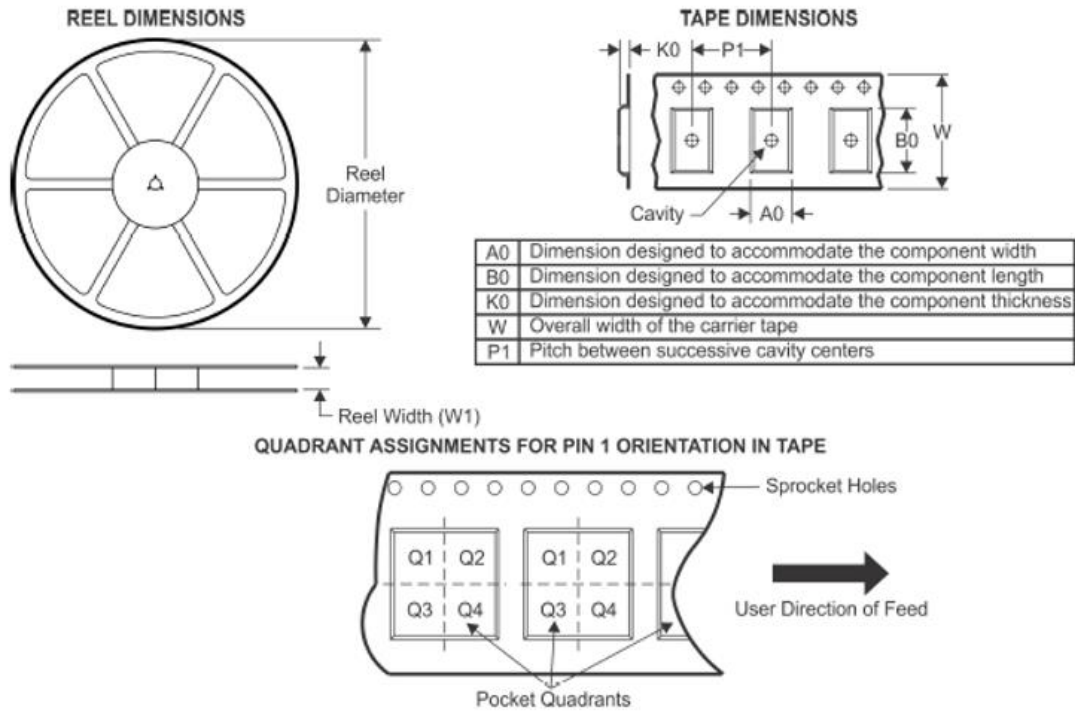 REEL DIMENSIONS
Reel
Diameter
Reel Width (W1)
TAPE DIMENSIONS
K0
P1
B0
W
Cavity
A0
A0 Dimension designed to accommodate the component width
B0 Dimension designed to accommodate the component length
K0 Dimension designed to accommodate the component thickness
W Overall width of the carrier tape
P1 Pitch between successive cavity centers
QUADRANT ASSIGNMENTS FOR PIN 1 ORIENTATION IN TAPE
Sprocket Holes
Q1 Q2 Q1 Q2
Q3 Q4 Q3 Q4
User Direction of Feed
Pocket Quadrants